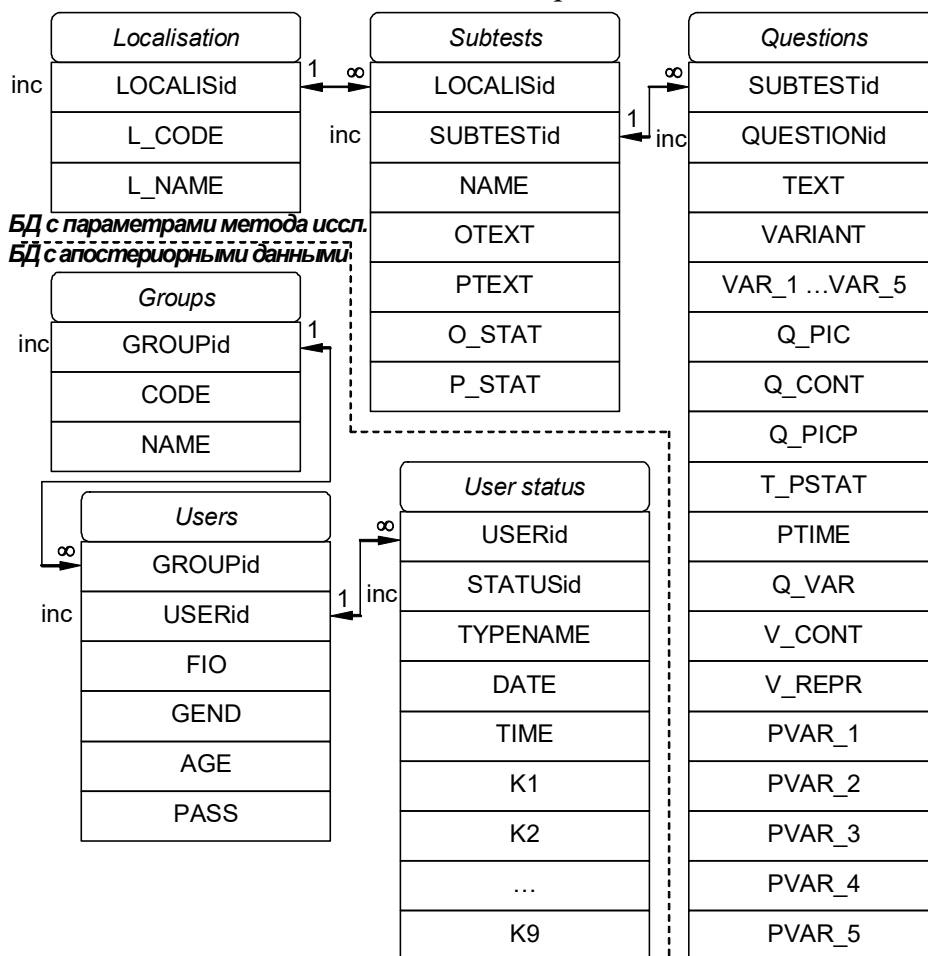 Localisation
inc
LOCALISid
L_CODE
L_NAME
1
∞
Subtests
LOCALISid
inc
SUBTESTid
NAME
OTEXT
PTEXT
O_STAT
P_STAT
1
∞
Questions
SUBTESTid
inc
QUESTIONid
TEXT
VARIANT
VAR_1 ...VAR_5
Q_PIC
Q_CONT
Q_PICP
T_PSTAT
PTIME
Q_VAR
V_CONT
V_REPR
PVAR_1
PVAR_2
PVAR_3
PVAR_4
PVAR_5
БД с параметрами метода иссл.
БД с апостериорными данными
Groups
inc
GROUPid
CODE
NAME
1
∞
Users
GROUPid
inc
USERid
FIO
GEND
AGE
PASS
1
∞
User status
USERid
inc
STATUSid
TYPENAME
DATE
TIME
K1
K2
...
K9